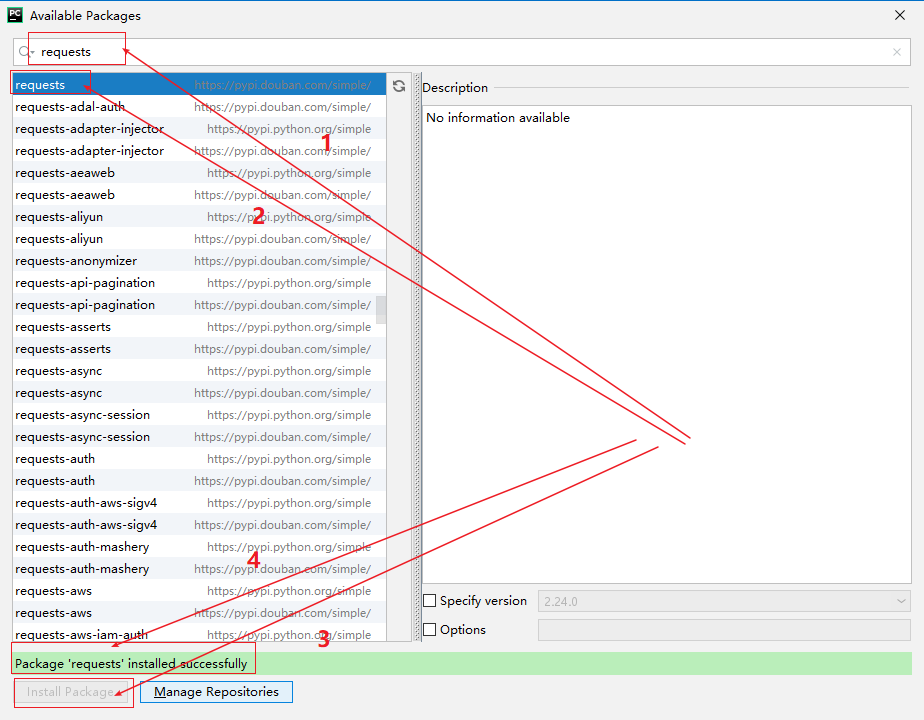 PC Available Packages
requests
requests https://pypi.douban.com/simple/
requests-adal-auth https://pypi.douban.com/simple/
requests-adapter-injector https://pypi.python.org/simple
requests-adapter-injector https://pypi.douban.com/simple/
requests-aeaweb https://pypi.python.org/simple
requests-aeaweb https://pypi.douban.com/simple/
requests-aliyun https://pypi.python.org/simple
requests-aliyun https://pypi.douban.com/simple/
requests-anonymizer https://pypi.douban.com/simple/
requests-api-pagination https://pypi.python.org/simple
requests-api-pagination https://pypi.douban.com/simple/
requests-asserts https://pypi.python.org/simple
requests-asserts https://pypi.douban.com/simple/
requests-async https://pypi.python.org/simple
requests-async https://pypi.douban.com/simple/
requests-async-session https://pypi.python.org/simple
requests-async-session https://pypi.douban.com/simple/
requests-auth https://pypi.python.org/simple
requests-auth https://pypi.douban.com/simple/
requests-auth-aws-sigv4 https://pypi.python.org/simple
requests-auth-aws-sigv4 https://pypi.douban.com/simple/
requests-auth-mashery https://pypi.python.org/simple
requests-auth-mashery https://pypi.douban.com/simple/
requests-aws https://pypi.python.org/simple
requests-aws https://pypi.douban.com/simple/
requests-aws-iam-auth https://pypi.python.org/simple
1
2
4
3
Description
No information available
Specify version 2.24.0
Options
Package 'requests' installed successfully
Install Package
Manage Repositories